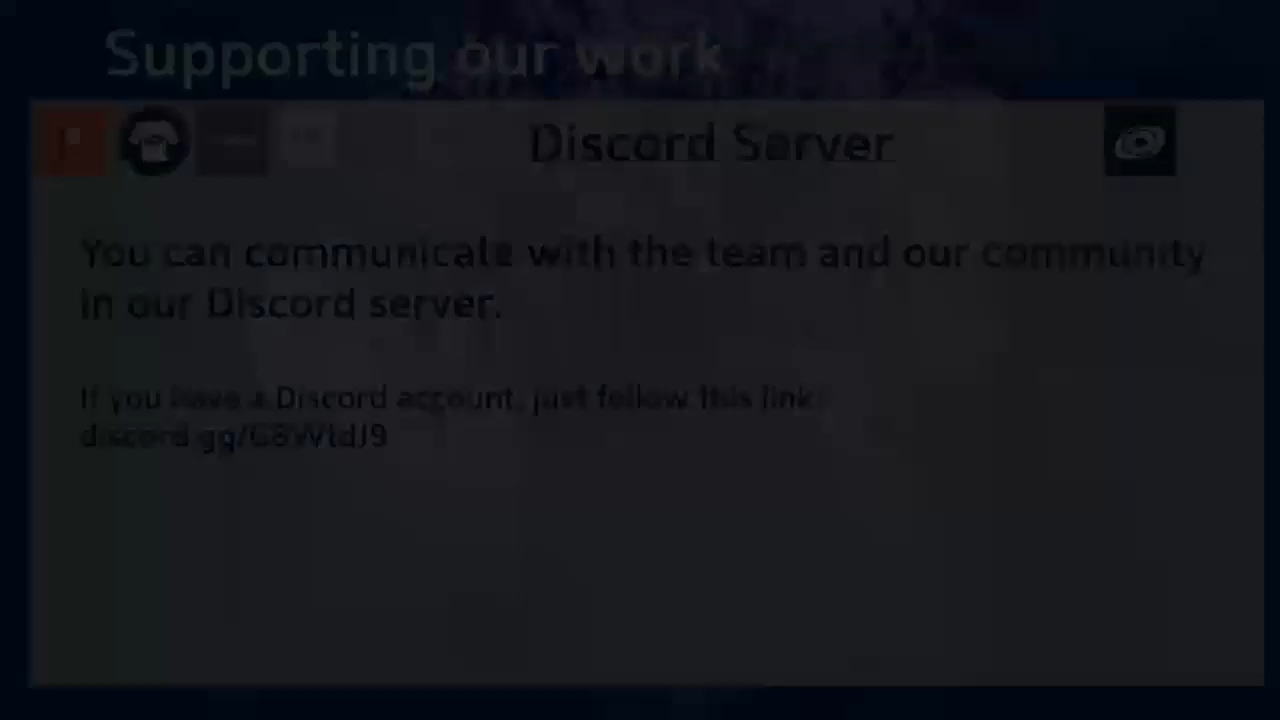 Supporting our work
Discord Server
You can communicate with the team and our community
in our Discord server.
If you have a Discord account, just follow this link: